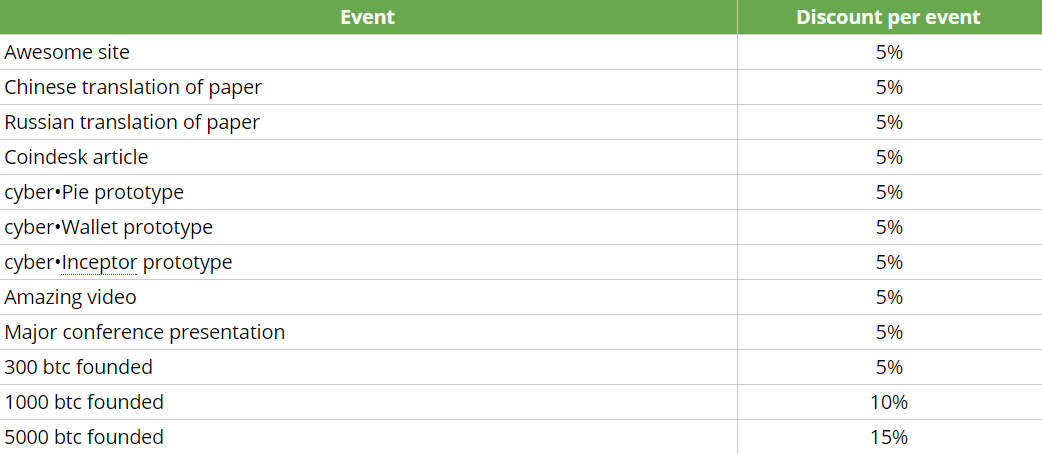 Event Discount per event
Awesome site 5%
Chinese translation of paper 5%
Russian translation of paper 5%
Coindesk article 5%
cyber•Pie prototype 5%
cyber•Wallet prototype 5%
cyber•Inceptor prototype 5%
Amazing video 5%
Major conference presentation 5%
300 btc founded 5%
1000 btc founded 10%
5000 btc founded 15%